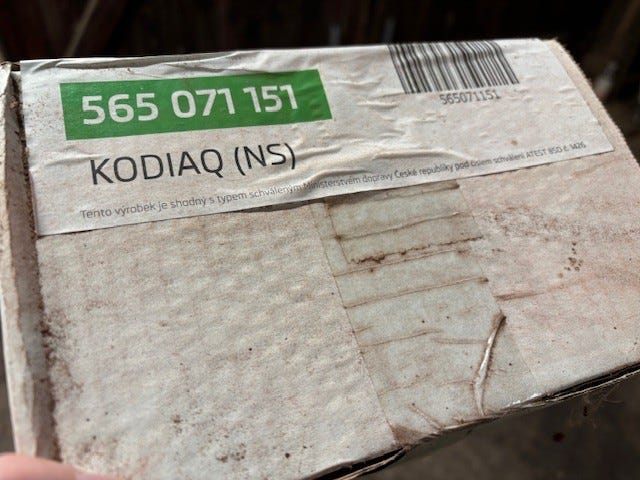 565 071 151
565071151
KODIAQ (NS)
Tento výrobek je shodný s typem schváleným Ministerstvem dopravy České republiky pod číslem schválení ATEST 8SD č. 1426